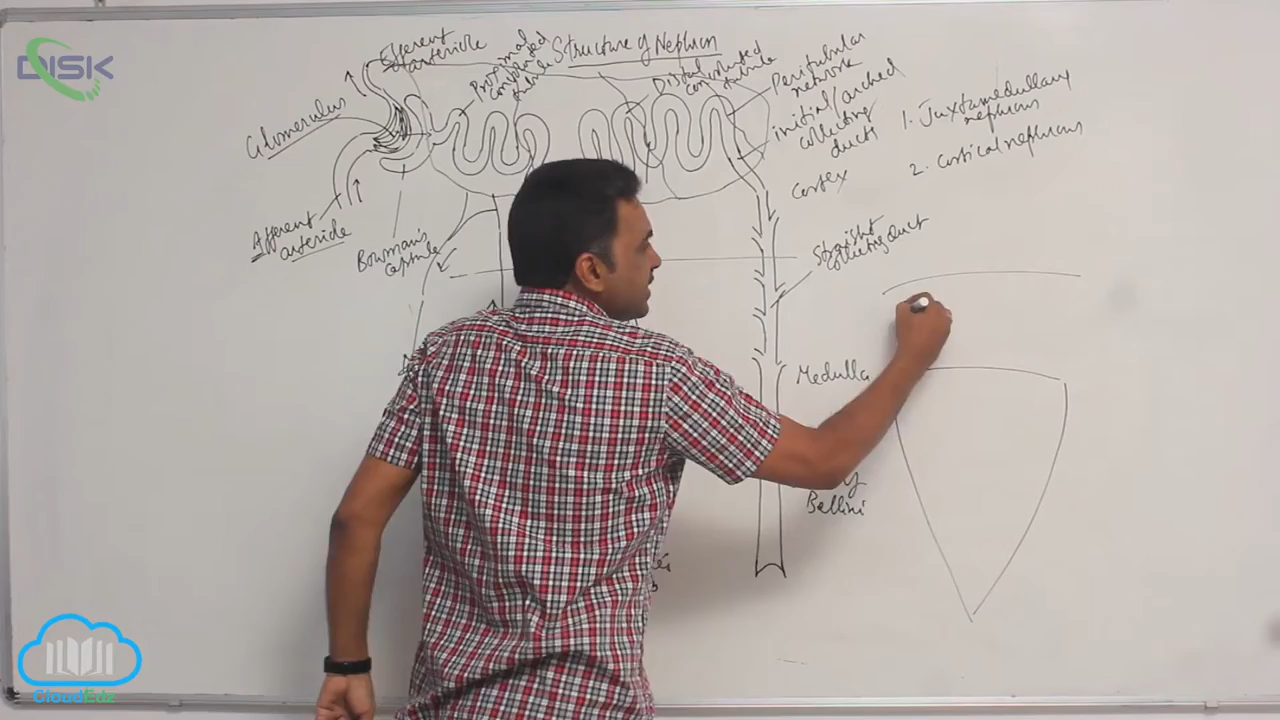 DISK
Structure of Nephron
Efferent
arteriole
Proximal
convoluted
tubule
Distal convoluted
tubule
Peritubular
network
initial/arched
collecting
ducts
Glomerulus
1. Juxtamedullary
nephrons
2. cortical nephrons
Cortex
Afferent
arteriole
Bowman's
capsule
Straight
collecting duct
Medulla
Bellini
CloudEdz